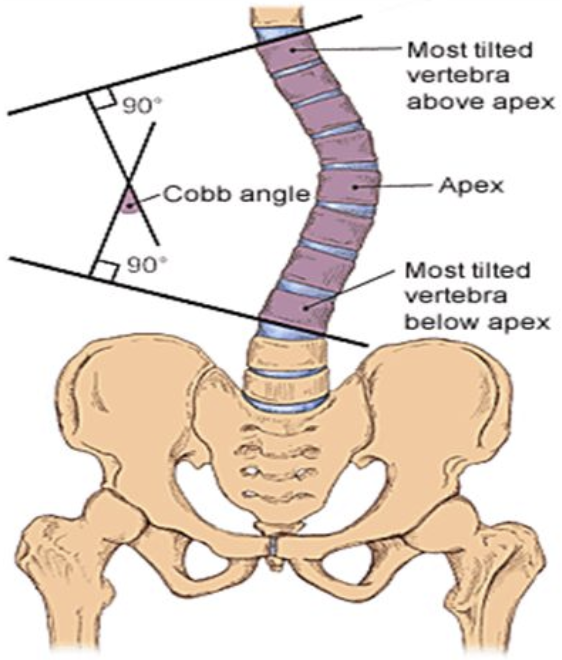 Most tilted
vertebra
above apex
90°
Cobb angle
Apex
90°
Most tilted
vertebra
below apex